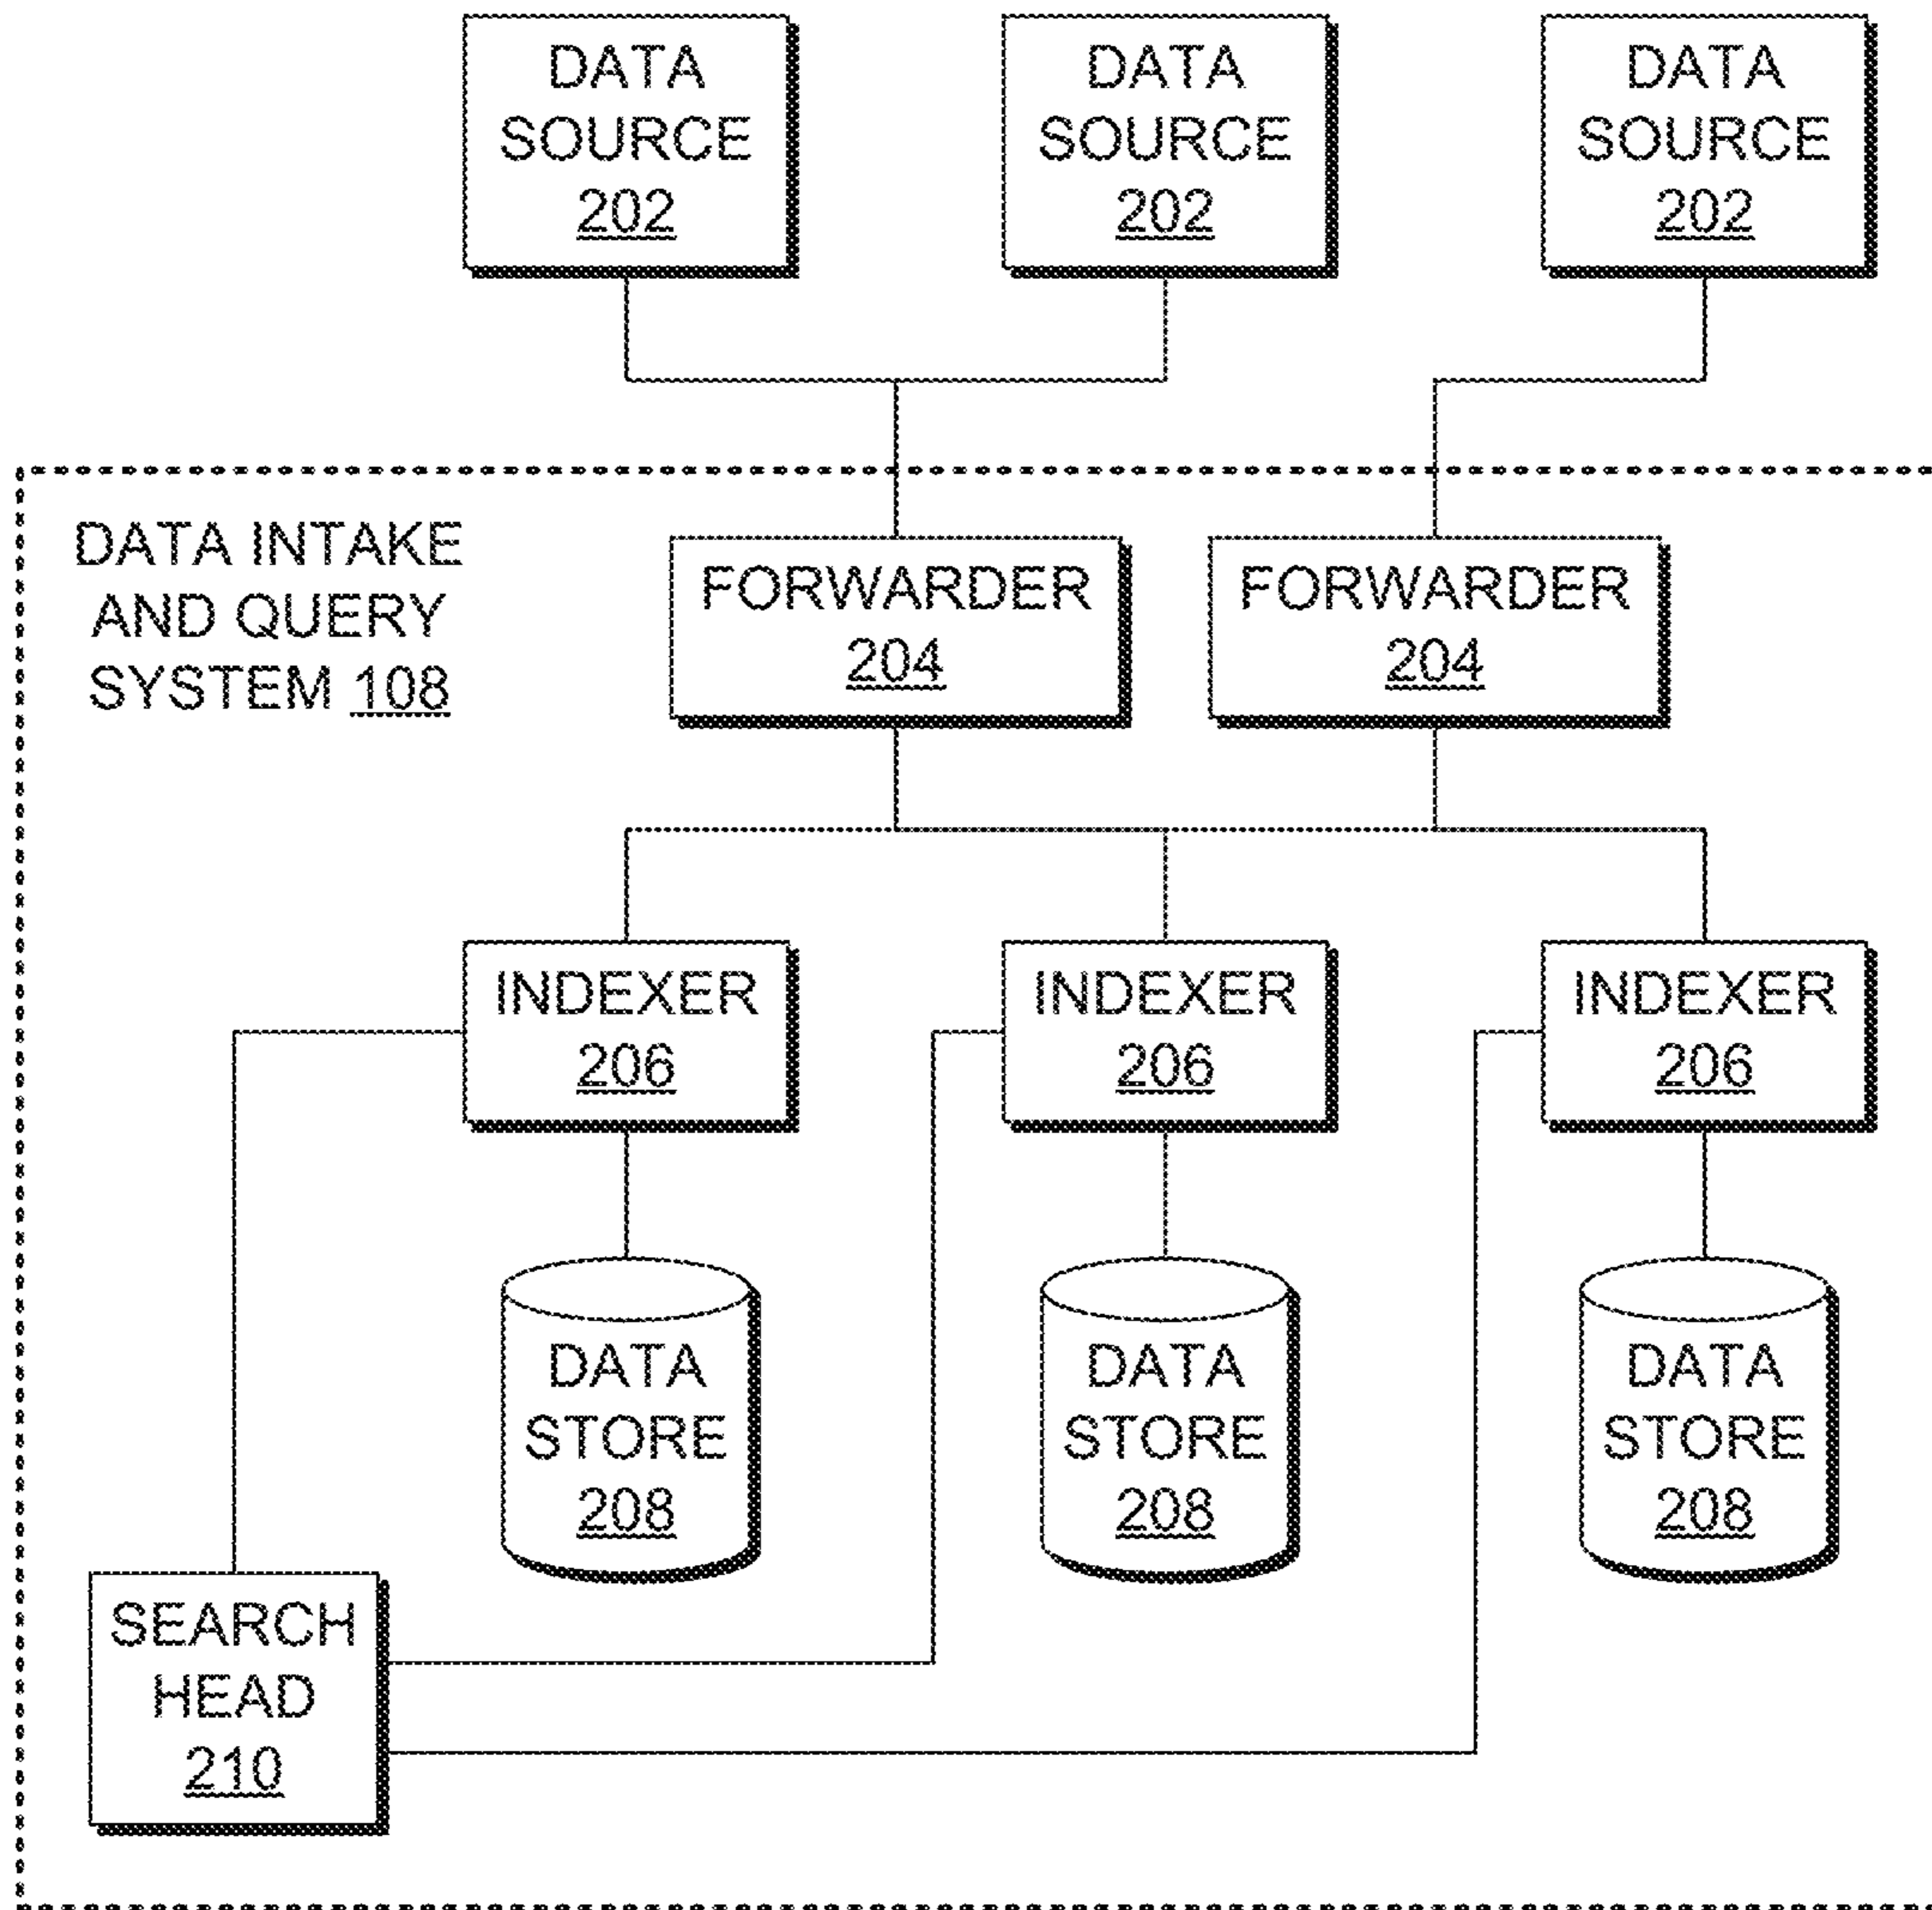 DATA
SOURCE
202
DATA
SOURCE
202
DATA
SOURCE
202
DATA INTAKE
AND QUERY
SYSTEM 108
FORWARDER
204
FORWARDER
204
INDEXER
206
INDEXER
206
INDEXER
206
DATA
STORE
208
DATA
STORE
208
DATA
STORE
208
SEARCH
HEAD
210